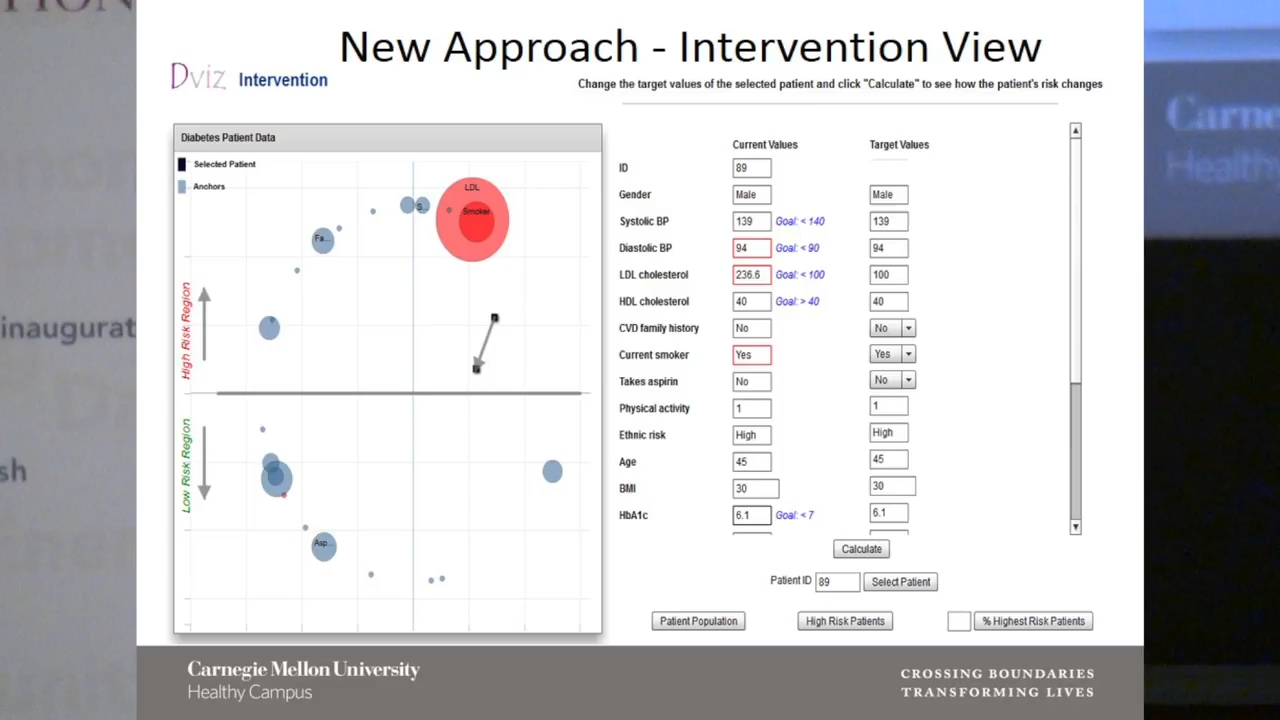 New Approach - Intervention View
Dviz Intervention
Change the target values of the selected patient and click "Calculate" to see how the patient's risk changes
Diabetes Patient Data
Selected Patient
Anchors
LDL
Smoker
S...
Fa...
High Risk Region
Low Risk Region
Asp...
Current Values Target Values
ID 89
Gender Male Male
Systolic BP 139 Goal: < 140 139
Diastolic BP 94 Goal: < 90 94
LDL cholesterol 236.6 Goal: < 100 100
HDL cholesterol 40 Goal: > 40 40
CVD family history No No
Current smoker Yes Yes
Takes aspirin No No
Physical activity 1 1
Ethnic risk High High
Age 45 45
BMI 30 30
HbA1c 6.1 Goal: < 7 6.1
Calculate
Patient ID 89 Select Patient
Patient Population High Risk Patients % Highest Risk Patients
Carnegie Mellon University
Healthy Campus
CROSSING BOUNDARIES
TRANSFORMING LIVES
inaugurat
sh
Carne
Healthy